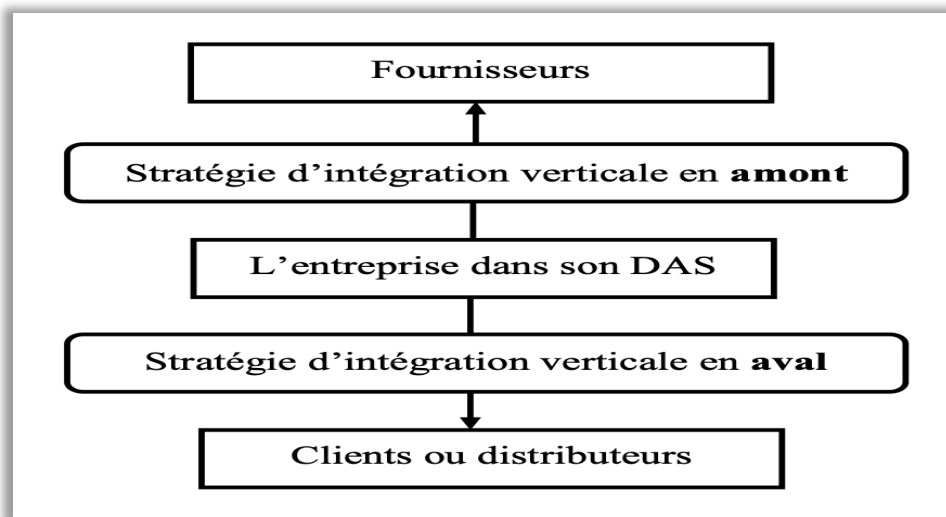 Fournisseurs
Stratégie d’intégration verticale en amont
L’entreprise dans son DAS
Stratégie d’intégration verticale en aval
Clients ou distributeurs